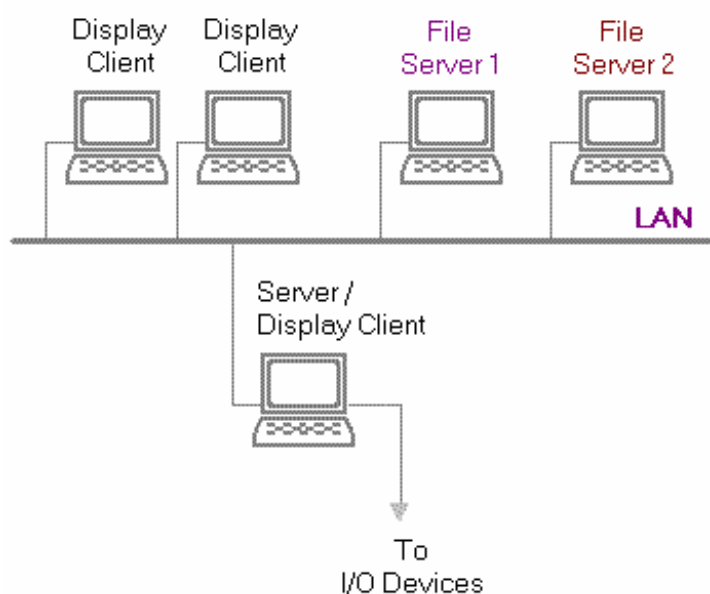 Display
Client
Display
Client
File
Server 1
File
Server 2
LAN
Server /
Display Client
To
I/O Devices